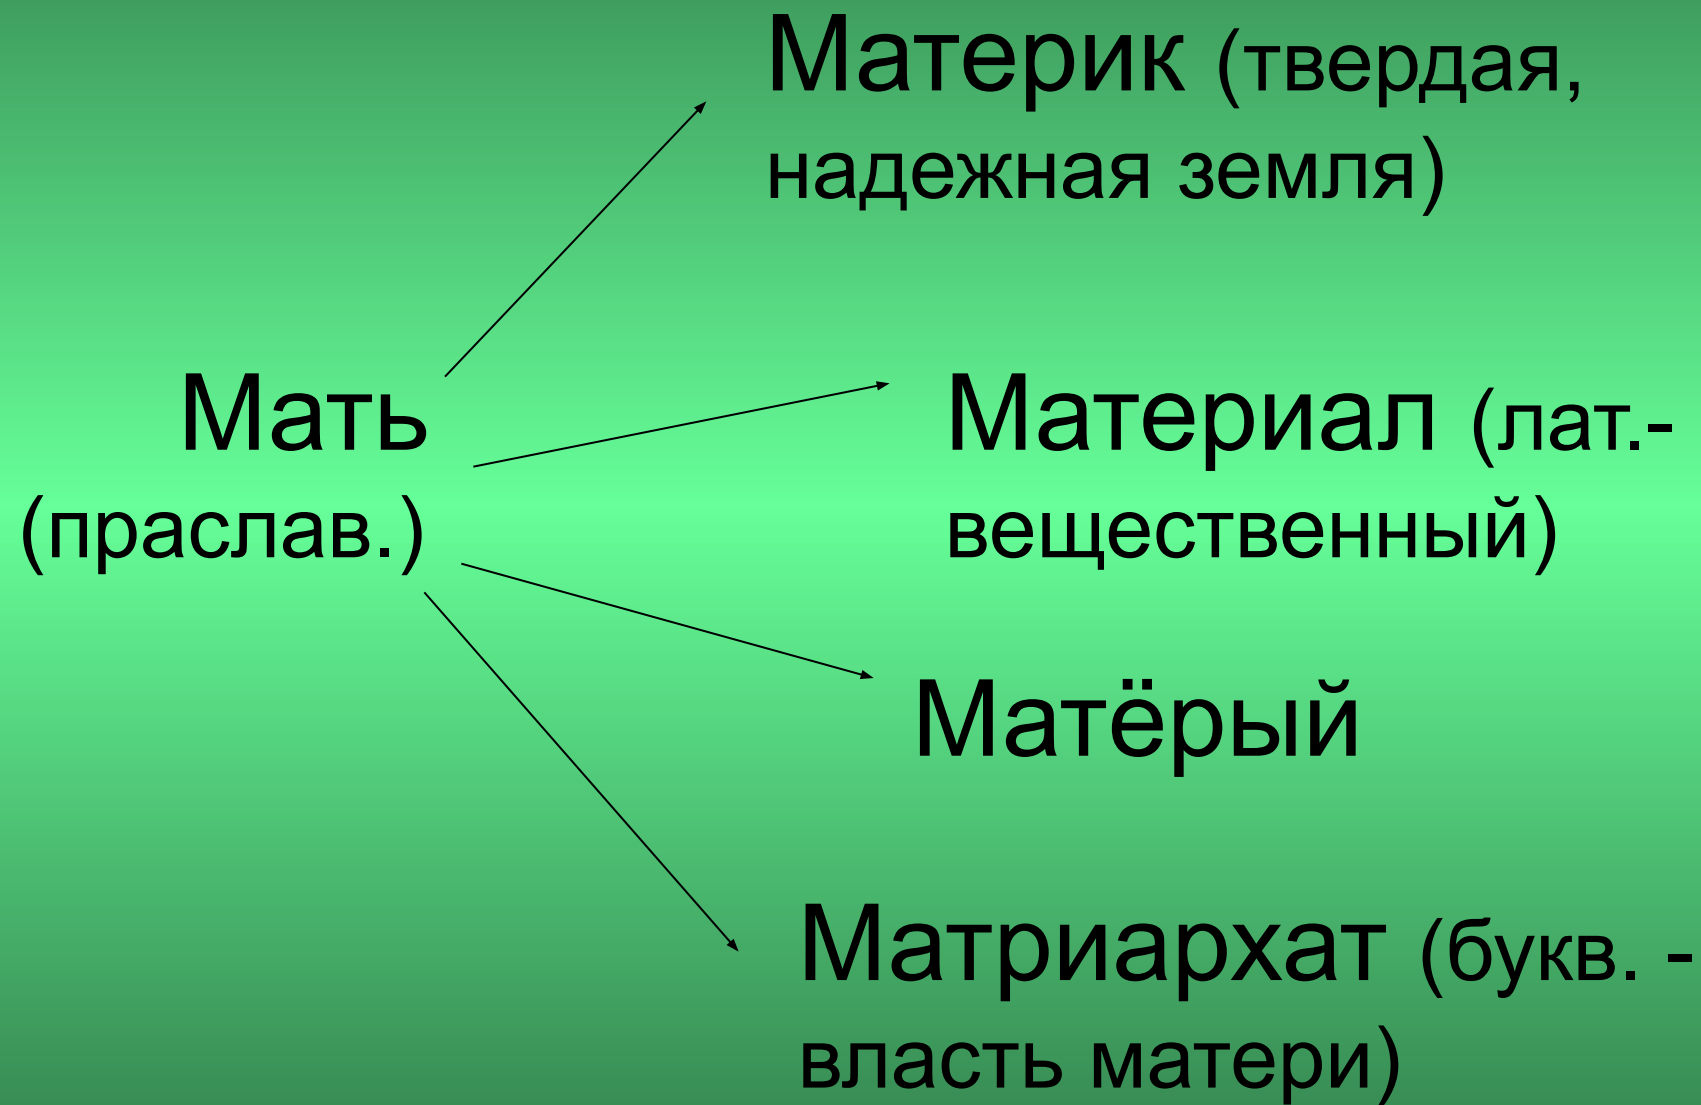 Материк (твердая,
надежная земля)
Мать
(праслав.)
Материал (лат.-
вещественный)
Матёрый
Матриархат (букв. -
власть матери)